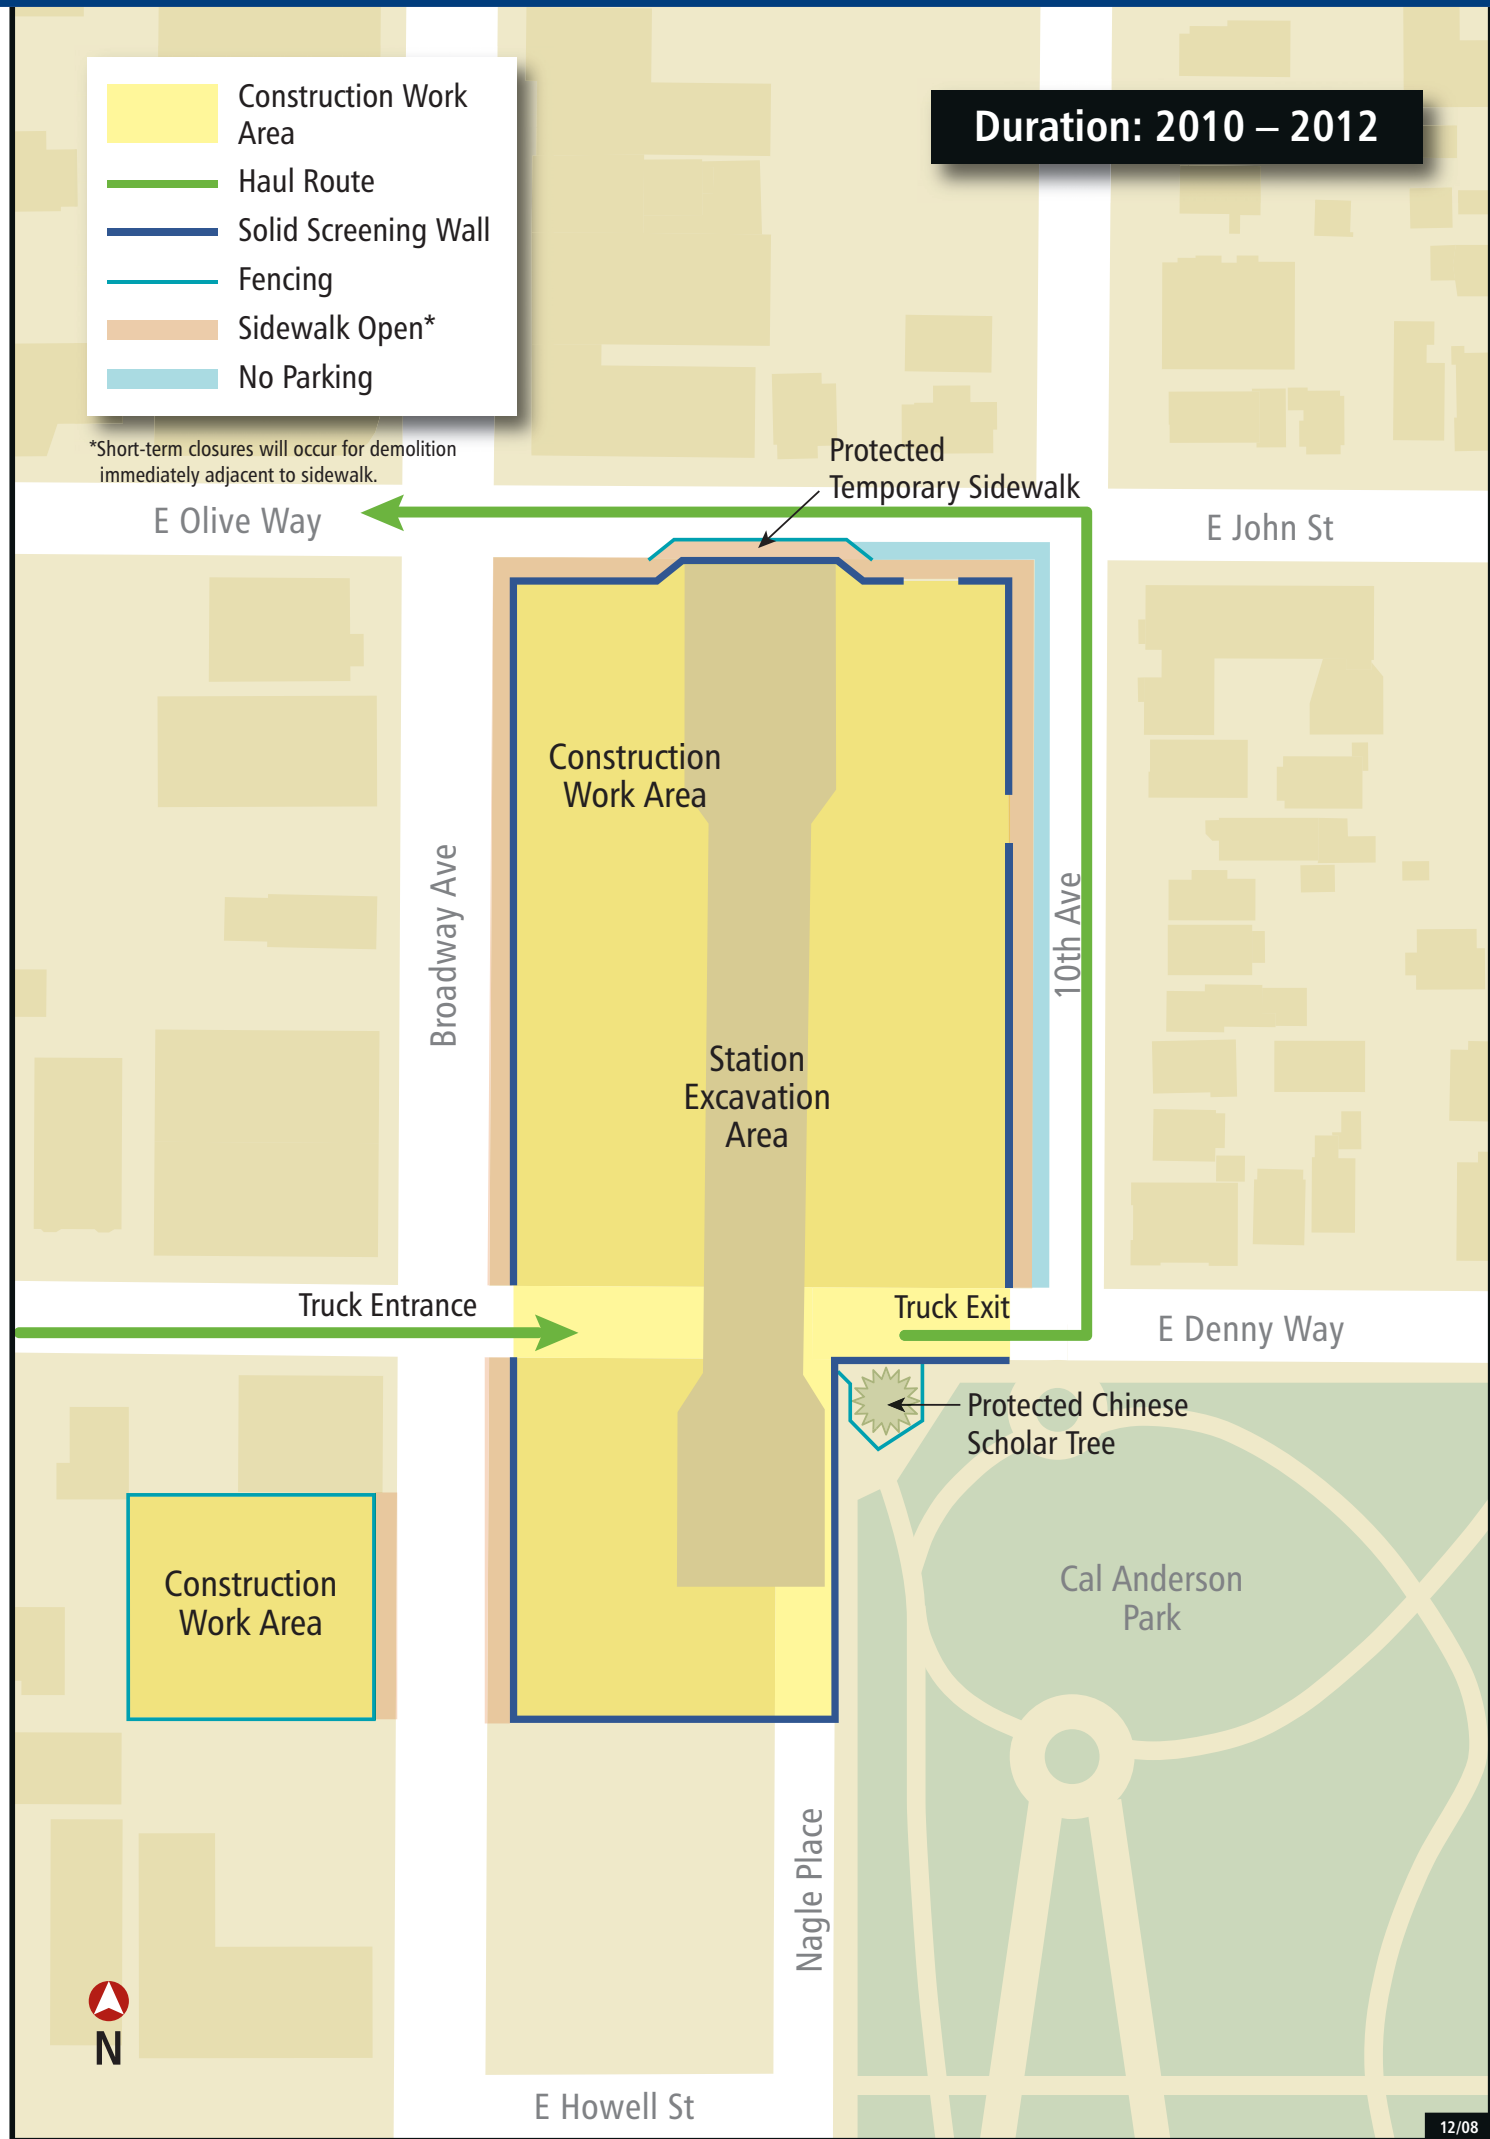 Duration: 2010 – 2012
Construction Work
Area
Haul Route
Solid Screening Wall
Fencing
Sidewalk Open*
No Parking
*Short-term closures will occur for demolition
immediately adjacent to sidewalk.
Protected
Temporary Sidewalk
E Olive Way
E John St
Construction
Work Area
Broadway Ave
10th Ave
Station
Excavation
Area
Truck Entrance
Truck Exit
E Denny Way
Protected Chinese
Scholar Tree
Construction
Work Area
Cal Anderson
Park
Nagle Place
N
E Howell St
12/08